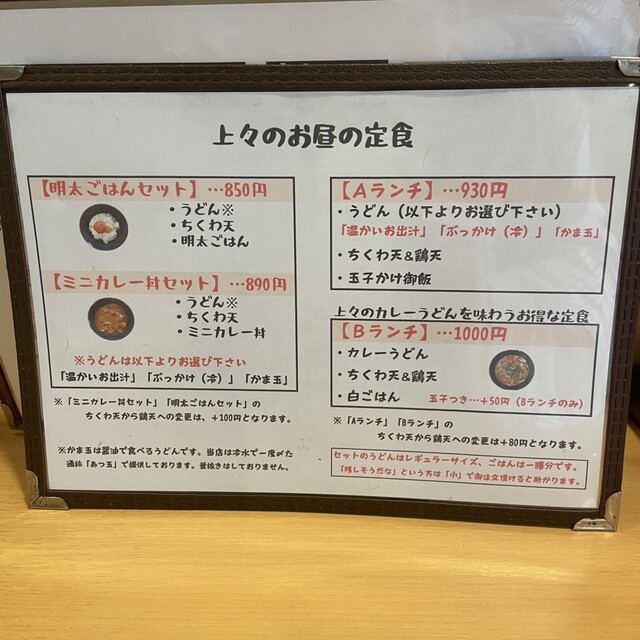 上々のお昼の定食
【明太ごはんセット】…850円
・うどん※
・ちくわ天
・明太ごはん
【ミニカレー丼セット】…890円
・うどん※
・ちくわ天
・ミニカレー丼
※うどんは以下よりお選び下さい
「温かいお出汁」「ぶっかけ（冷）」「かま玉」
※「ミニカレー丼セット」「明太ごはんセット」の
ちくわ天から鶏天への変更は、+100円となります。
※かま玉は醤油で食べるうどんです。当店は冷水で一度〆た
通称「あつ玉」で提供しております。釜抜きはしておりません。
【Aランチ】…930円
・うどん（以下よりお選び下さい）
「温かいお出汁」「ぶっかけ（冷）」「かま玉」
・ちくわ天&鶏天
・玉子かけ御飯
上々のカレーうどんを味わうお得な定食
【Bランチ】…1000円
・カレーうどん
・ちくわ天&鶏天
・白ごはん 玉子つき…+50円（Bランチのみ）
※「Aランチ」「Bランチ」の
ちくわ天から鶏天への変更は+80円となります。
セットのうどんはレギュラーサイズ、ごはんは一膳分です。
「残しそうだな」という方は「小」で御注文頂けると助かります。